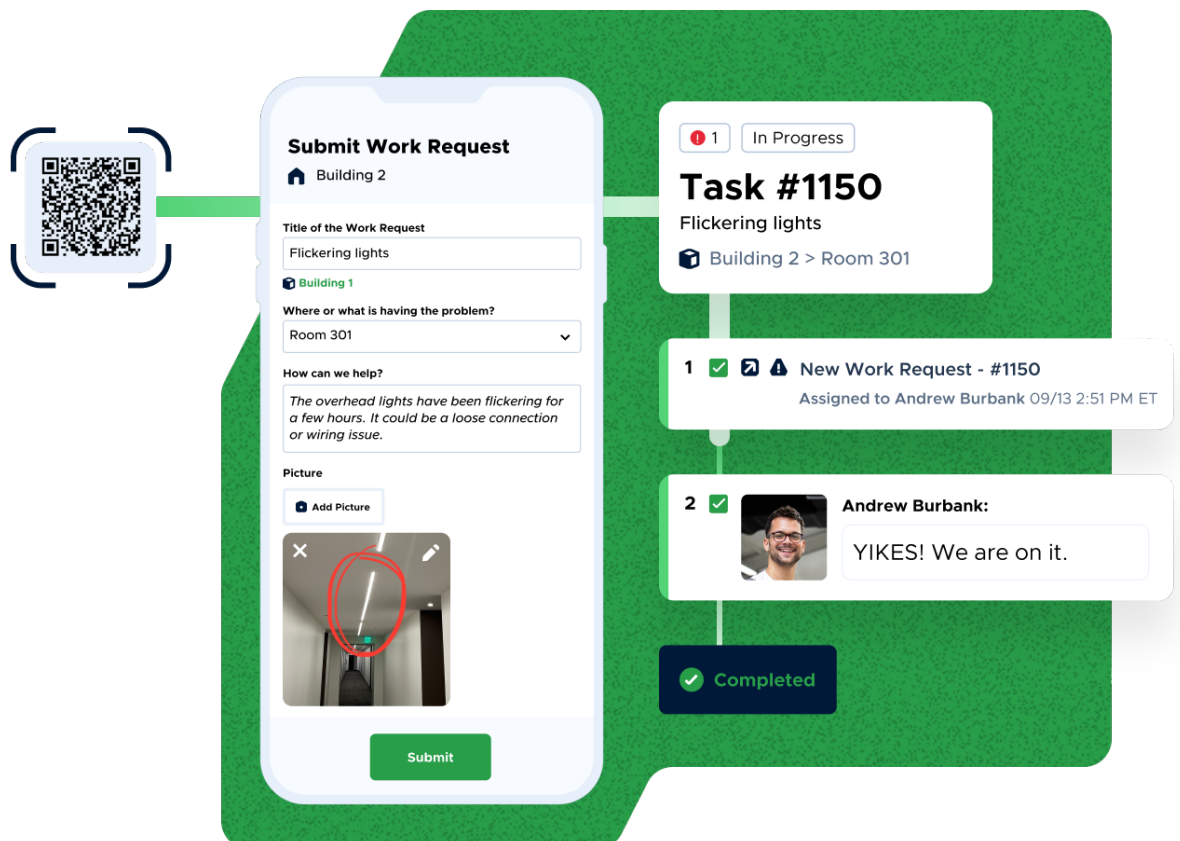 Submit Work Request
Building 2
Title of the Work Request
Flickering lights
Building 1
Where or what is having the problem?
Room 301
How can we help?
The overhead lights have been flickering for
a few hours. It could be a loose connection
or wiring issue.
Picture
Add Picture
Submit
1 In Progress
Task #1150
Flickering lights
Building 2 > Room 301
1 New Work Request - #1150
Assigned to Andrew Burbank 09/13 2:51 PM ET
2 Andrew Burbank:
YIKES! We are on it.
Completed